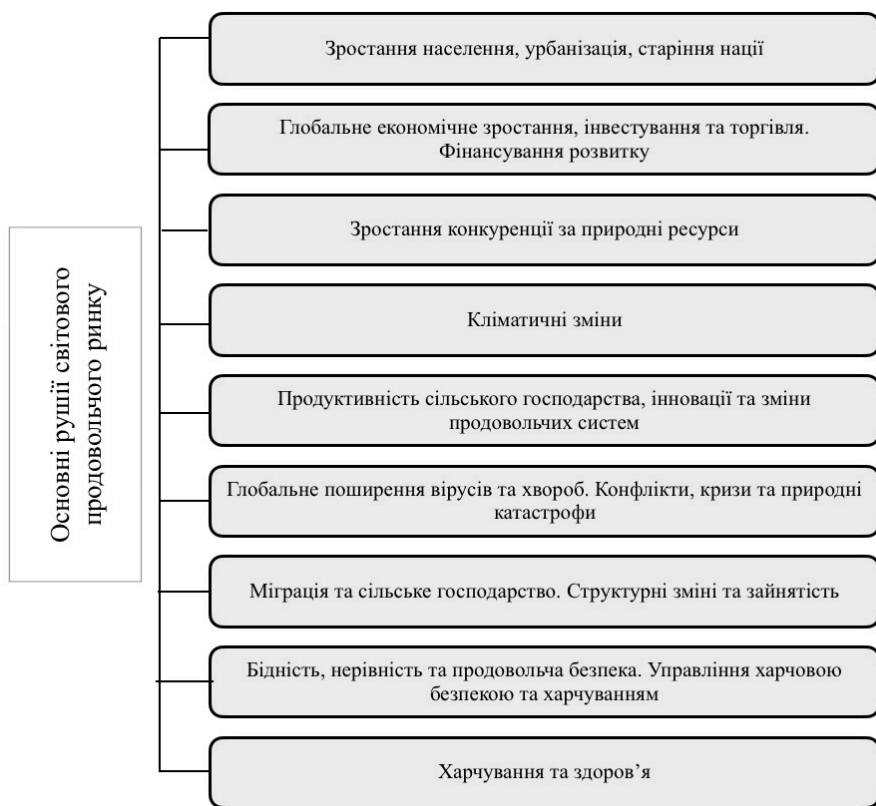 Основні рушії світового
продовольчого ринку
Зростання населення, урбанізація, старіння нації
Глобальне економічне зростання, інвестування та торгівля.
Фінансування розвитку
Зростання конкуренції за природні ресурси
Кліматичні зміни
Продуктивність сільського господарства, інновації та зміни
продовольчих систем
Глобальне поширення вірусів та хвороб. Конфлікти, кризи та природні
катастрофи
Міграція та сільське господарство. Структурні зміні та зайнятість
Бідність, нерівність та продовольча безпека. Управління харчовою
безпекою та харчуванням
Харчування та здоров’я